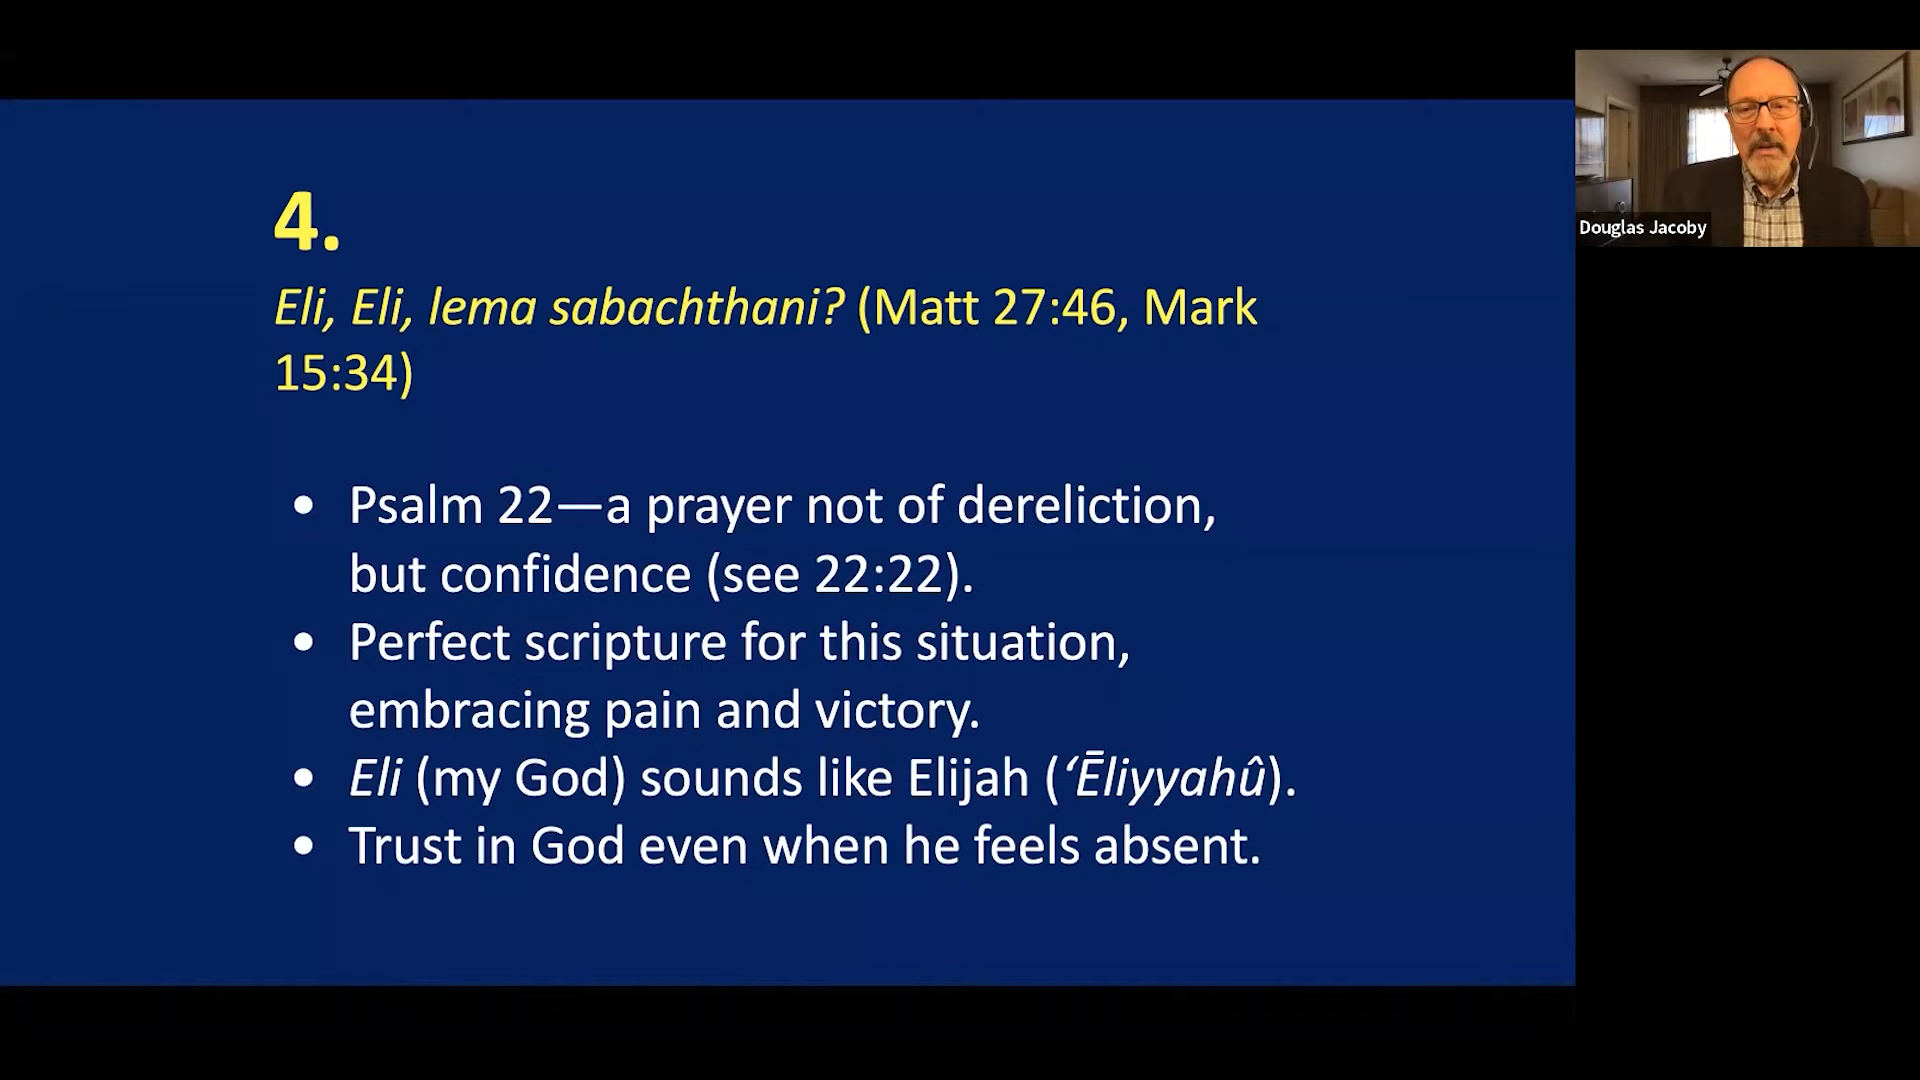 4.
Eli, Eli, lema sabachthani? (Matt 27:46, Mark
15:34)
• Psalm 22—a prayer not of dereliction,
but confidence (see 22:22).
• Perfect scripture for this situation,
embracing pain and victory.
• Eli (my God) sounds like Elijah (‘Ēliyyahû).
• Trust in God even when he feels absent.
Douglas Jacoby